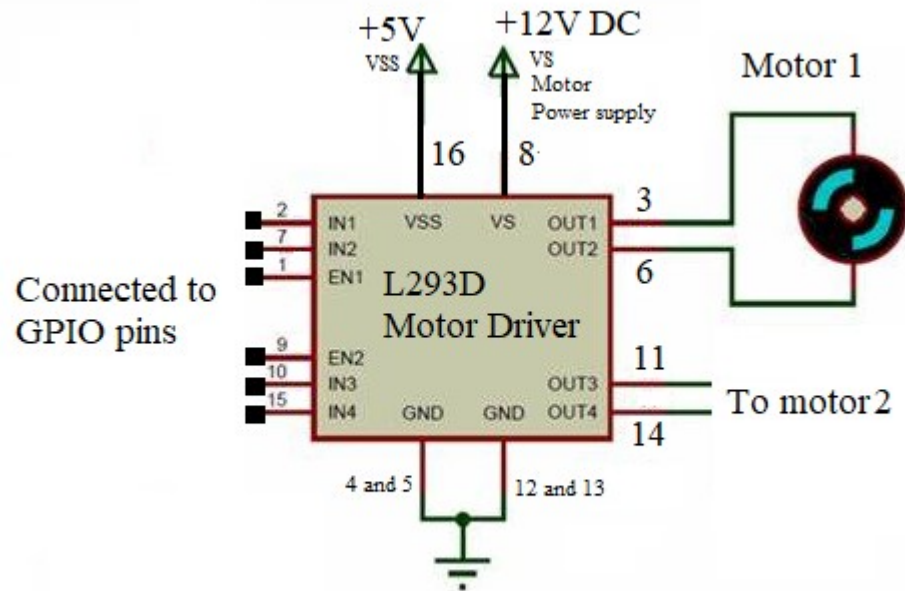 +5V
VSS
+12V DC
VS
Motor
Power supply
Motor 1
16
8
2
IN1
7
IN2
1
EN1
VSS
VS
OUT1
3
OUT2
6
Connected to
GPIO pins
L293D
Motor Driver
9
EN2
10
IN3
15
IN4
GND
GND
OUT3
11
OUT4
14
To motor 2
4 and 5
12 and 13